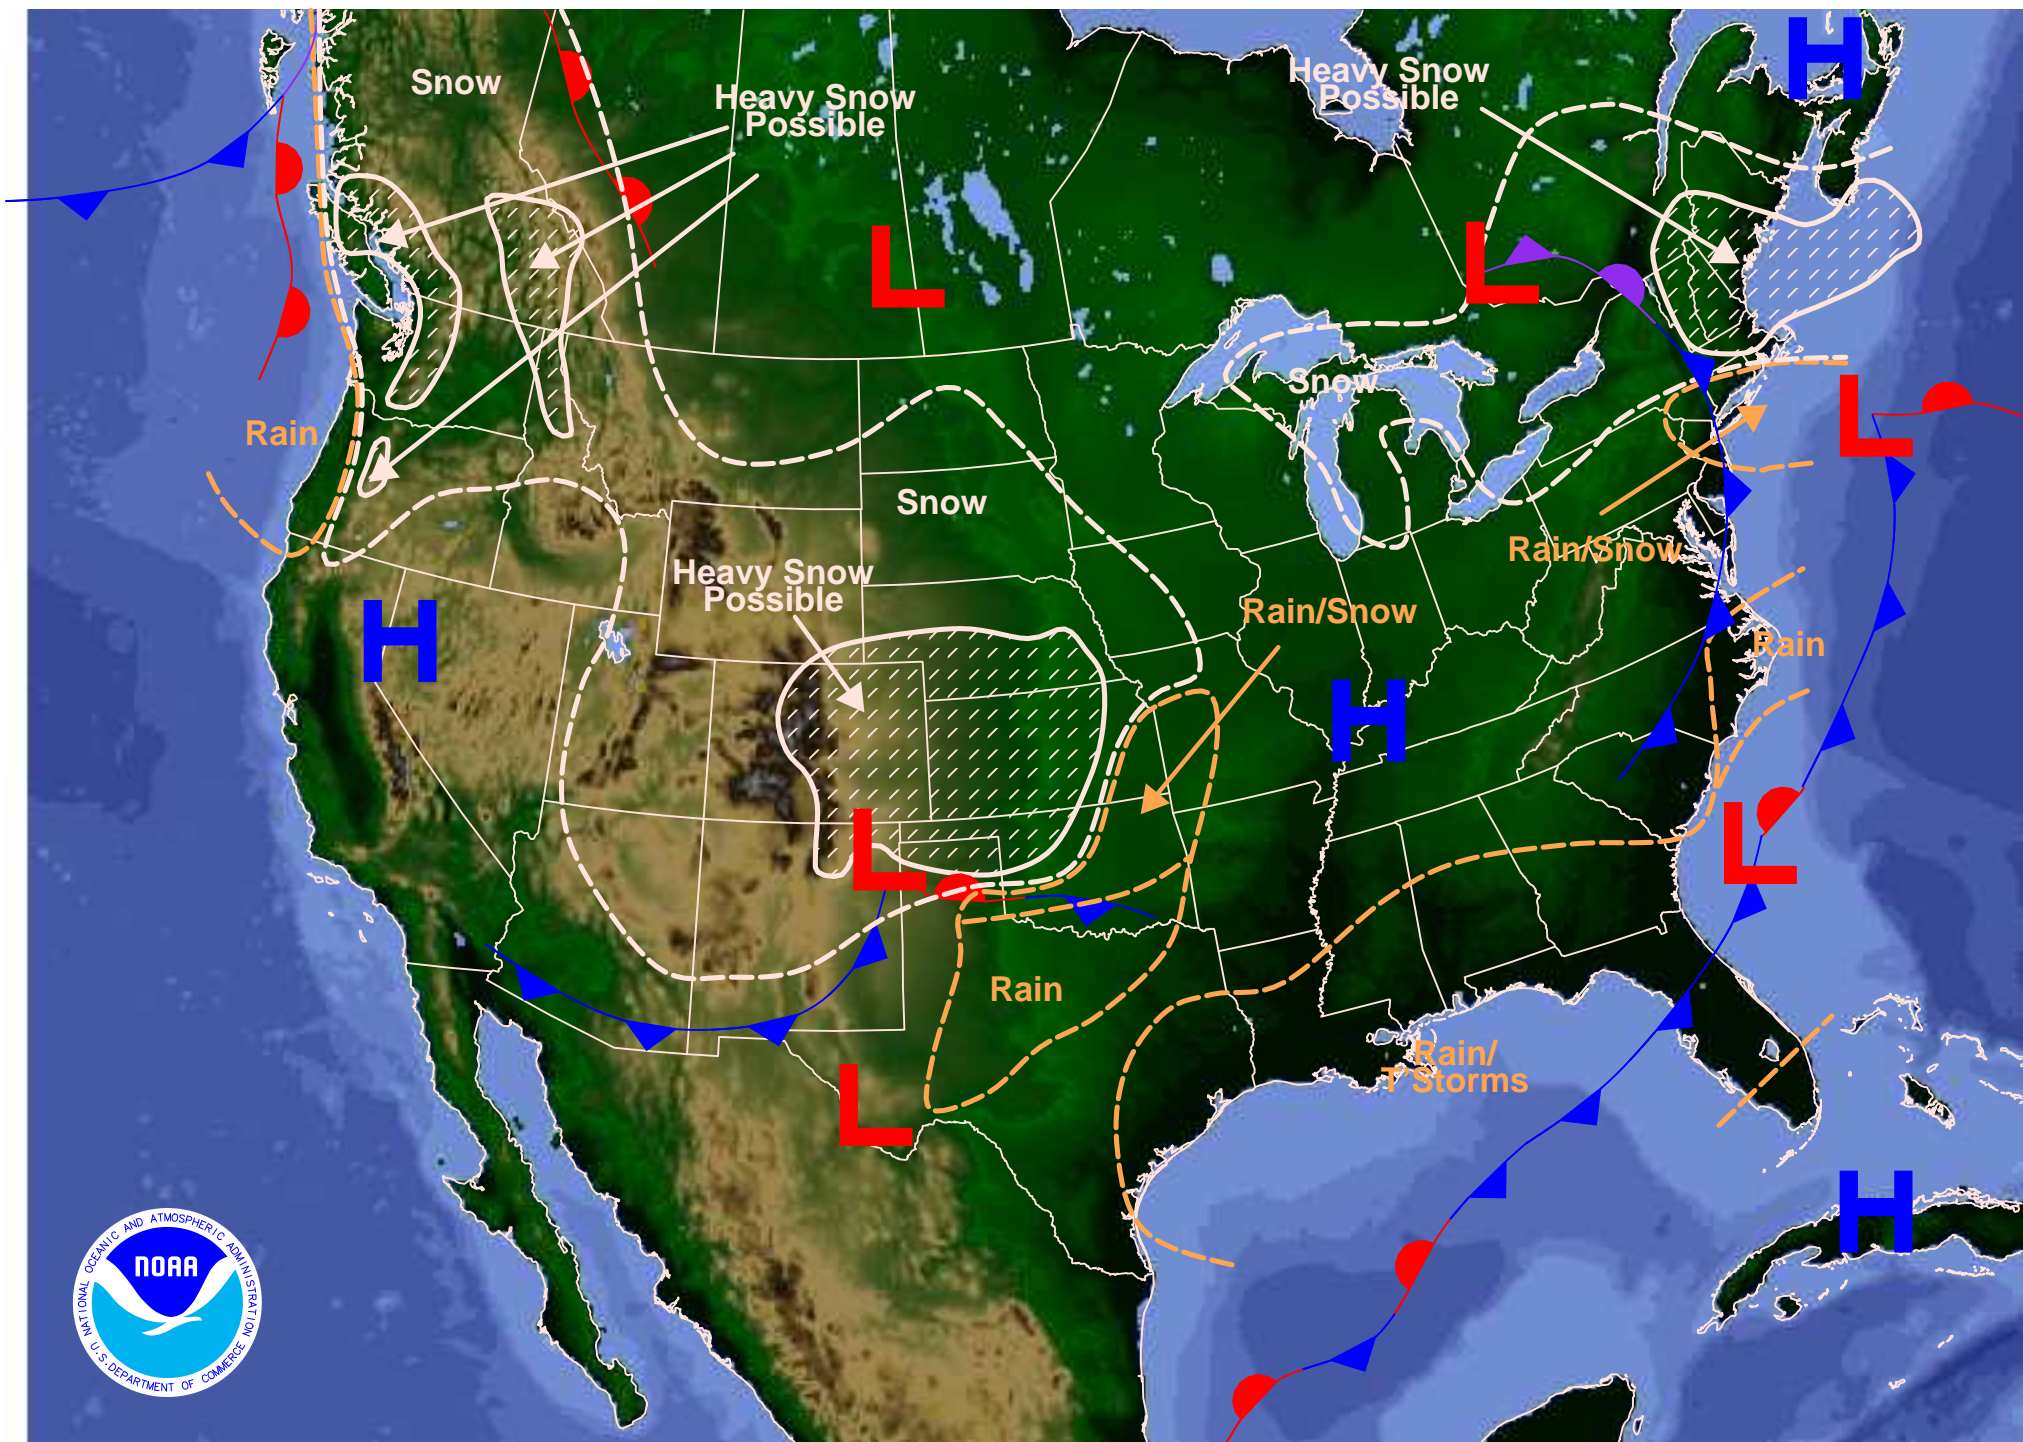 H
Heavy Snow
Possible
Snow
Heavy Snow
Possible
L
L
Snow
L
Rain
Snow
Rain/Snow
Heavy Snow
Possible
Rain/Snow
H
Rain
H
L
L
Rain
Rain/
T'Storms
L
H
NATIONAL OCEANIC AND ATMOSPHERIC ADMINISTRATION
NOAA
U.S. DEPARTMENT OF COMMERCE